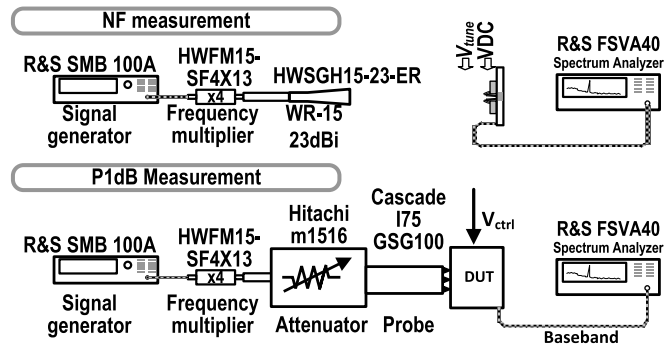 NF measurement
R&S SMB 100A
HWFM15-
SF4X13
x4
HWSGH15-23-ER
Signal
generator
Frequency
multiplier
WR-15
23dBi
Vtune
VDC
R&S FSVA40
Spectrum Analyzer
P1dB Measurement
R&S SMB 100A
HWFM15-
SF4X13
x4
Hitachi
m1516
Cascade
I75
GSG100
Vctrl
DUT
R&S FSVA40
Spectrum Analyzer
Signal
generator
Frequency
multiplier
Attenuator
Probe
Baseband